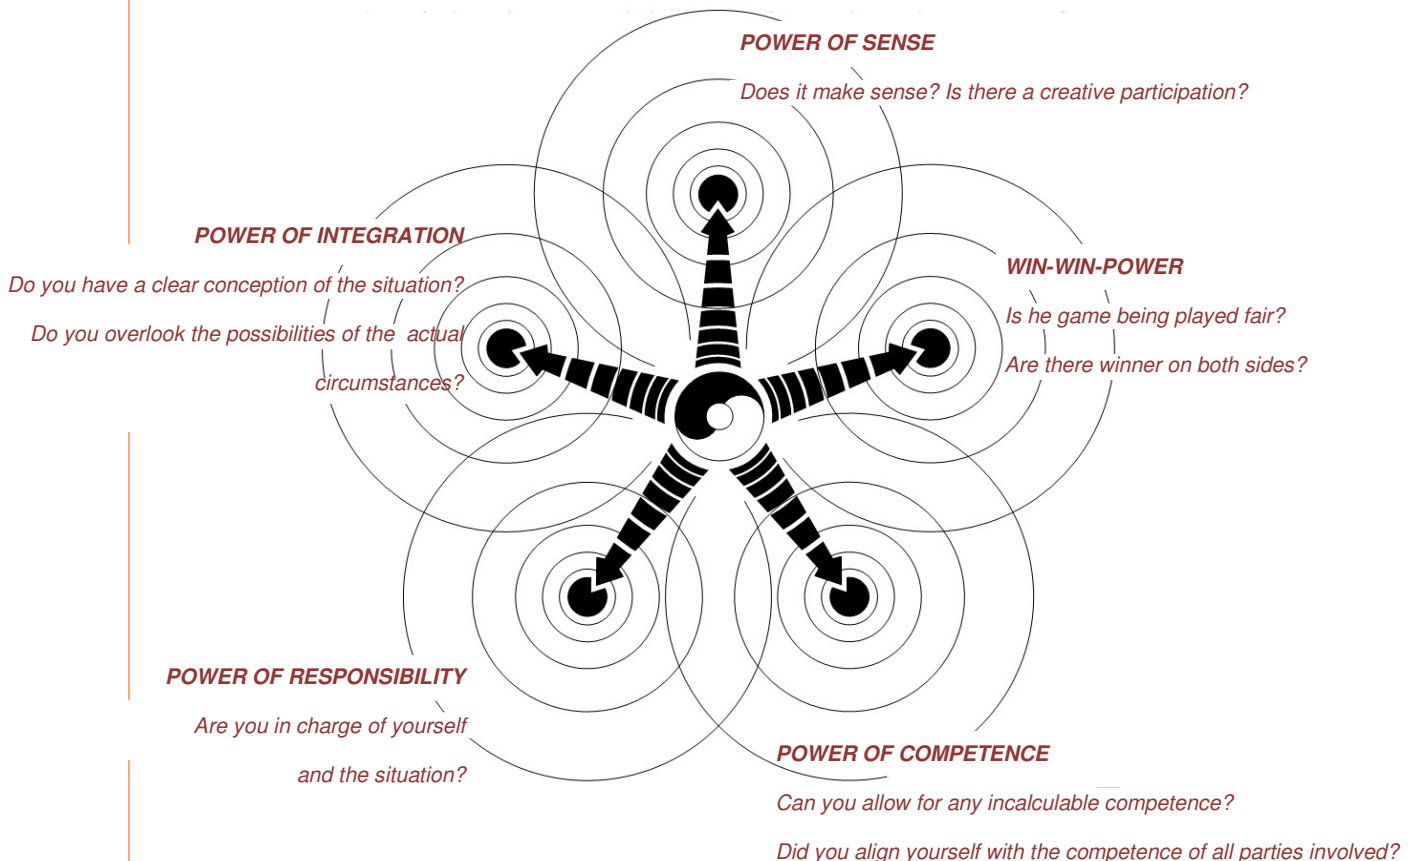 POWER OF SENSE
Does it make sense? Is there a creative participation?
POWER OF INTEGRATION
Do you have a clear conception of the situation?
Do you overlook the possibilities of the actual
circumstances?
WIN-WIN-POWER
Is he game being played fair?
Are there winner on both sides?
POWER OF RESPONSIBILITY
Are you in charge of yourself
and the situation?
POWER OF COMPETENCE
Can you allow for any incalculable competence?
Did you align yourself with the competence of all parties involved?